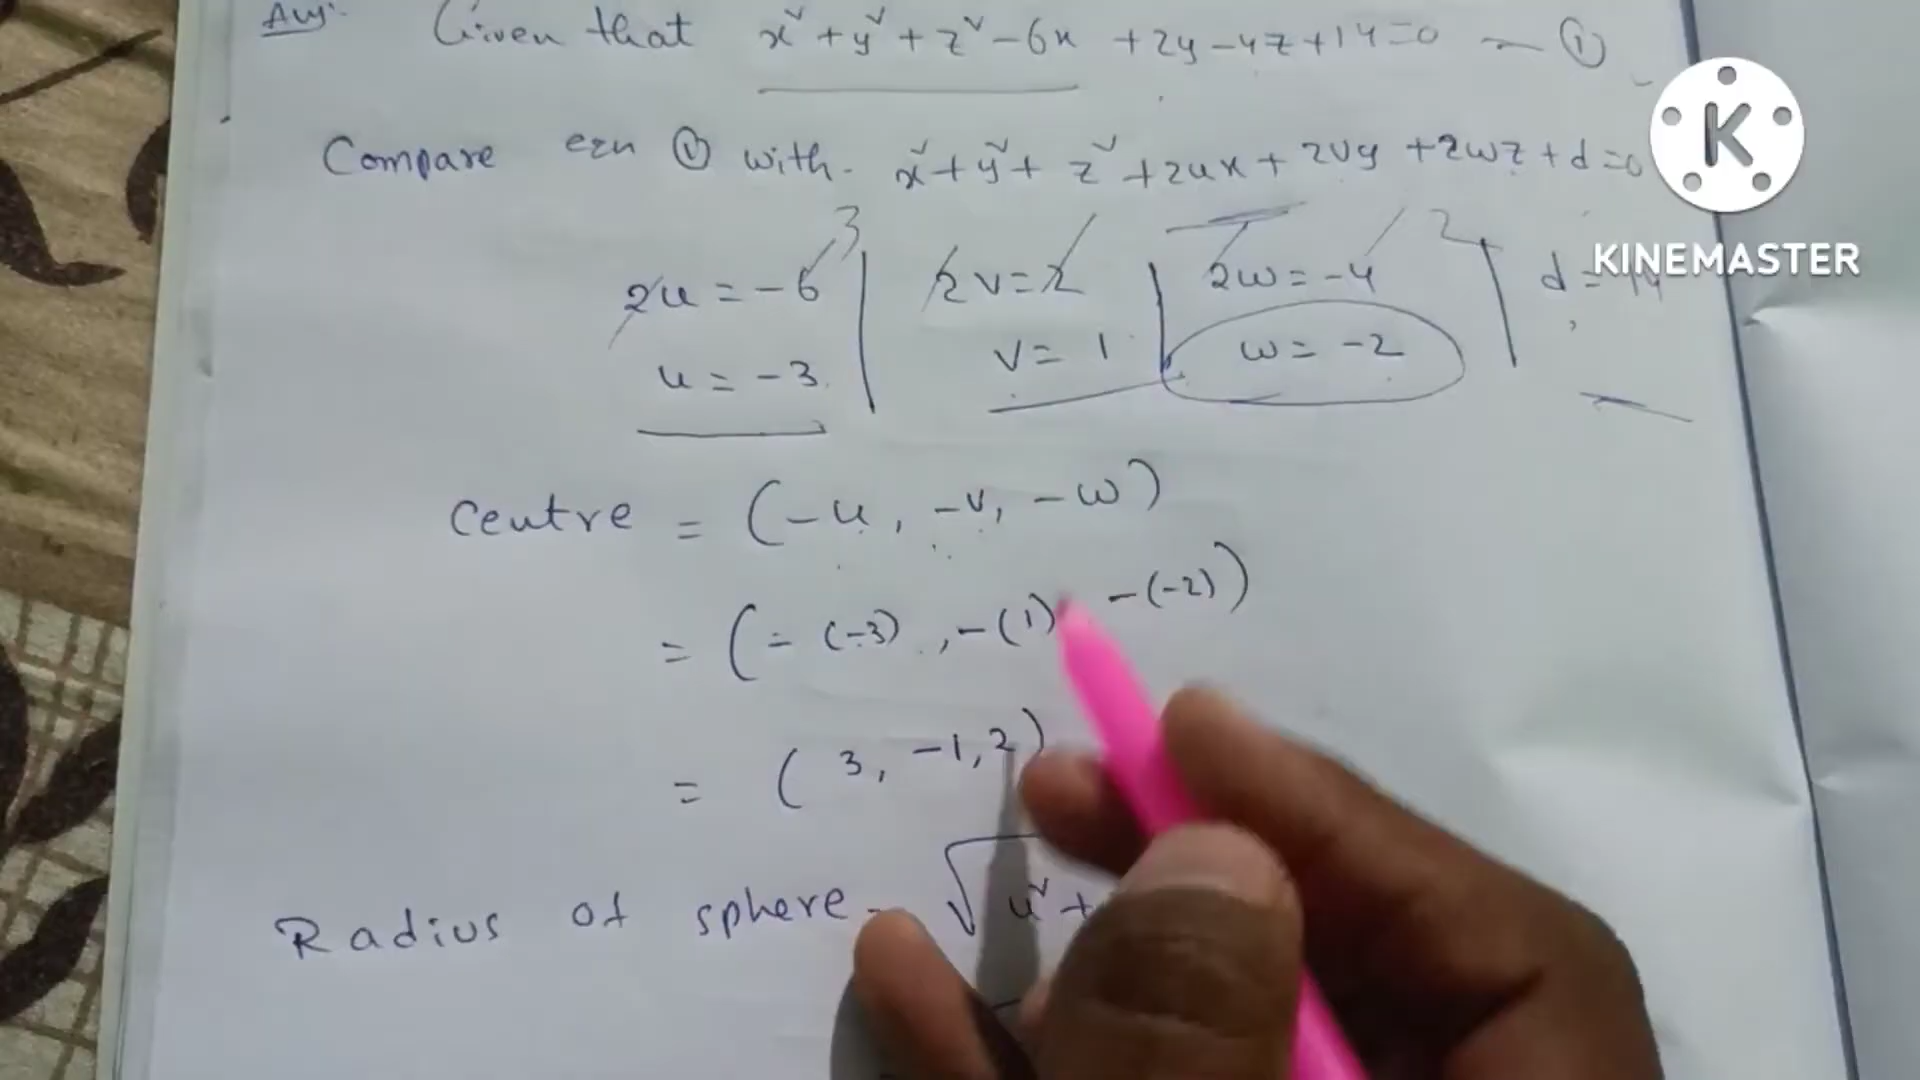 Ans:
Given that x² + y² + z² - 6x + 2y - 4z + 14 = 0 — ①
Compare eqn ① with. x² + y² + z² + 2ux + 2vy + 2wz + d = 0
2u = -6 3 | 2v = 2 | 2w = -4 2 | d = 14
u = -3 | v = 1 | w = -2
Centre = (-u, -v, -w)
= (-(-3), -(1) -(-2))
= (3, -1, 2)
Radius of sphere = √u² +
K
KINEMASTER